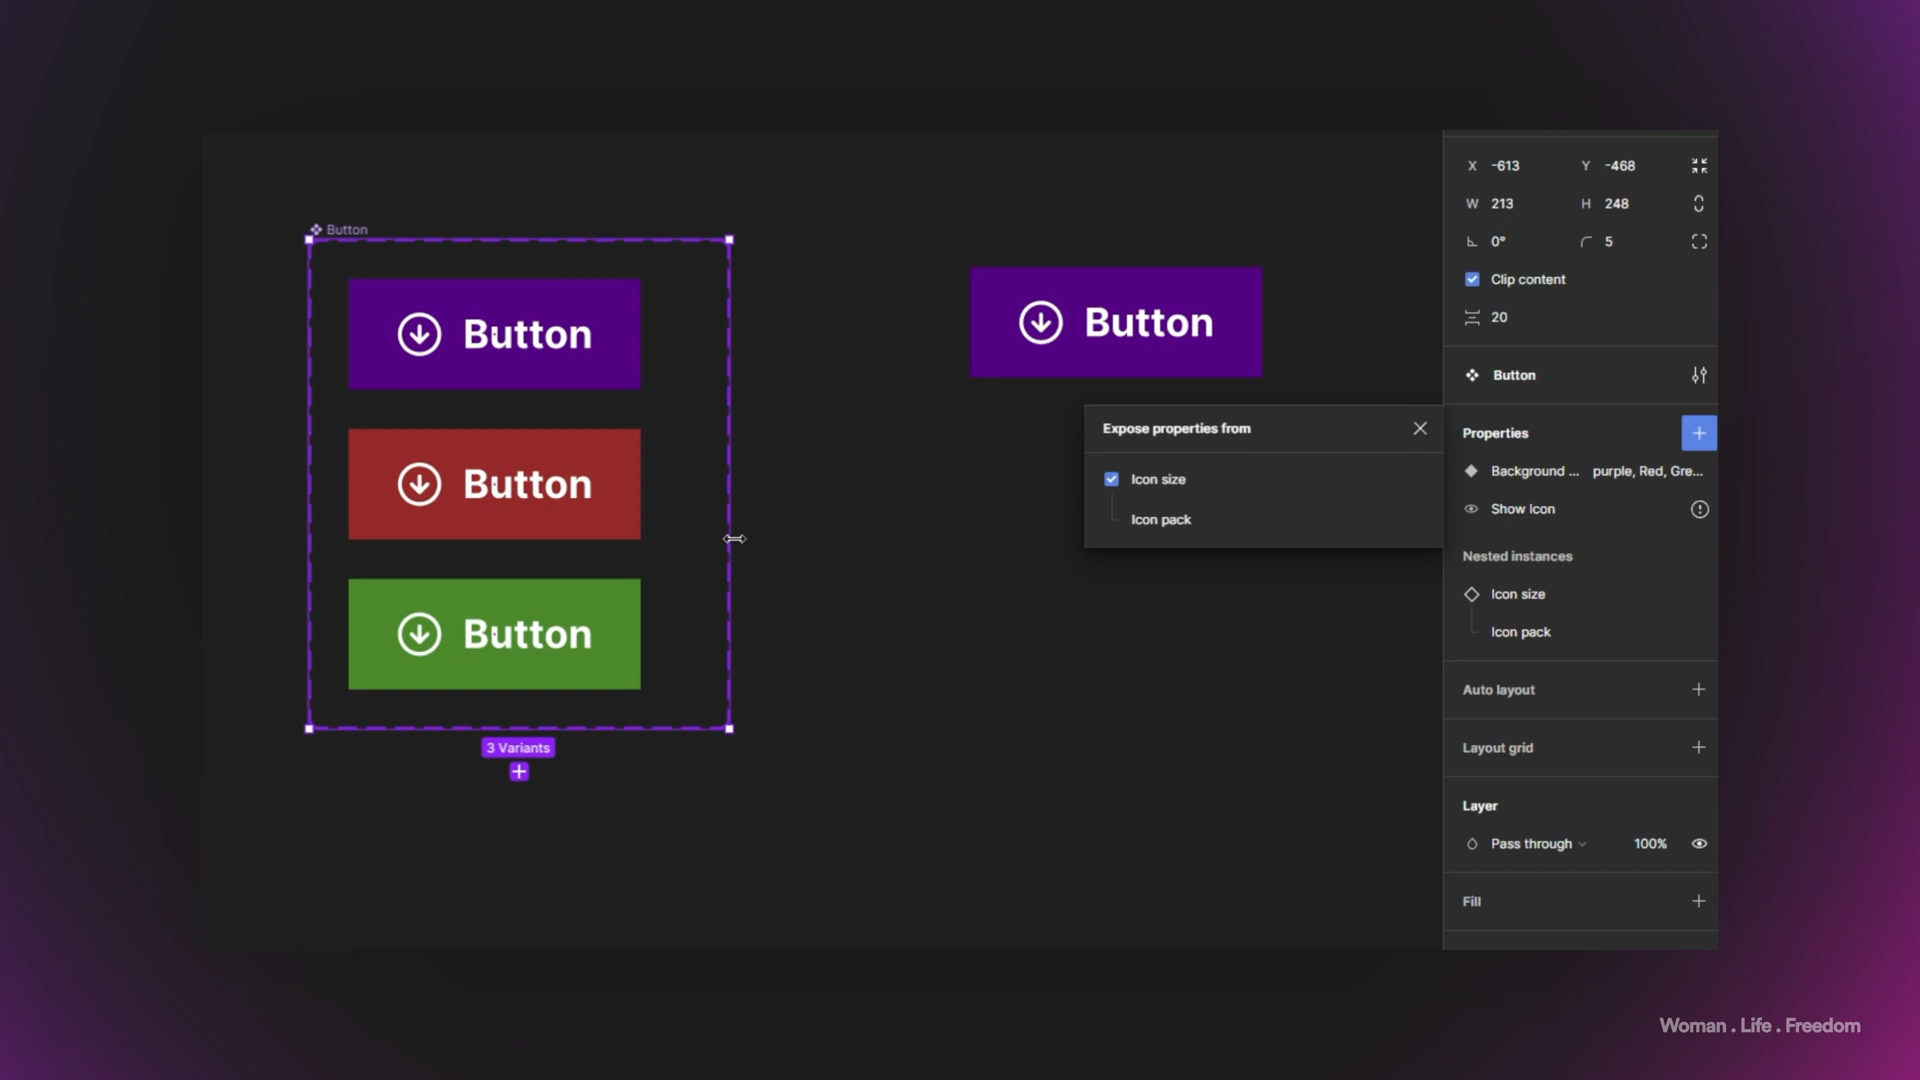 Button
Button
Button
Button
3 Variants
Button
Expose properties from
Icon size
Icon pack
X -613 Y -468
W 213 H 248
0° 5
Clip content
20
Button
Properties
Background ... purple, Red, Gre...
Show Icon
Nested instances
Icon size
Icon pack
Auto layout
Layout grid
Layer
Pass through 100%
Fill
Woman . Life . Freedom